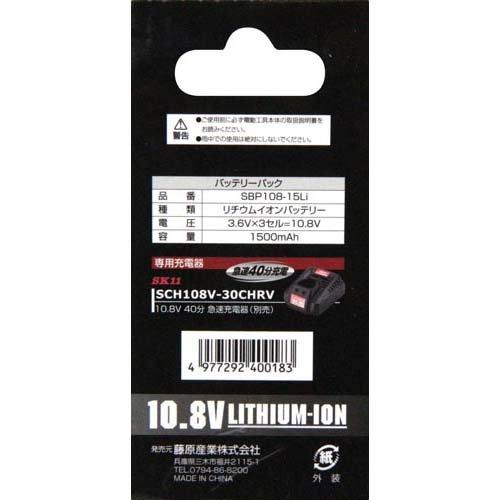 警告
●ご使用前に必ず電動工具本体の取扱説明書を
お読みください。
●雨中での使用は絶対にしないでください。
バッテリーパック
品 番 SBP108-15Li
種 類 リチウムイオンバッテリー
電 圧 3.6V×3セル=10.8V
容 量 1500mAh
専用充電器
急速40分充電
SK11
SCH108V-30CHRV
10.8V 40分 急速充電器(別売)
4 977292 400183
10.8V LITHIUM-ION
発売元 藤原産業株式会社
兵庫県三木市福井2115-1
TEL.0794-86-8200
MADE IN CHINA
紙
外装